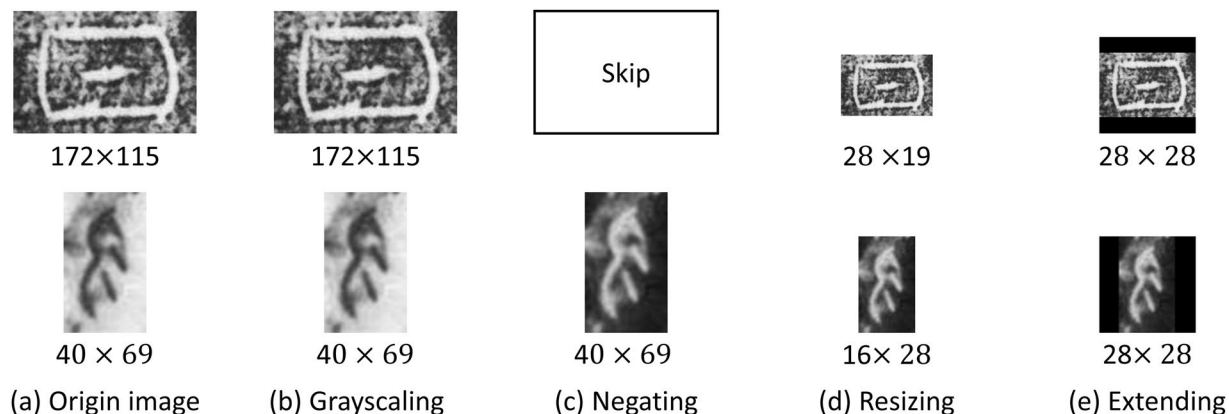 Skip
172×115 172×115 28 ×19 28 × 28
40 × 69 40 × 69 40 × 69 16× 28 28× 28
(a) Origin image (b) Grayscaling (c) Negating (d) Resizing (e) Extending